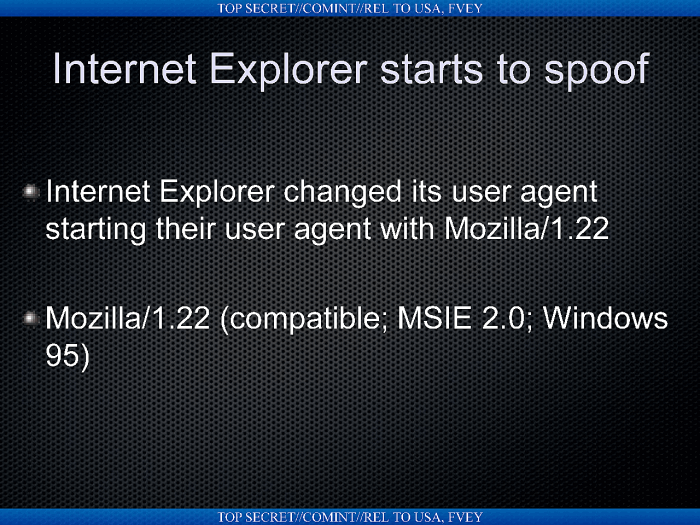 TOP SECRET//COMINT//REL TO USA, FVEY
Internet Explorer starts to spoof
Internet Explorer changed its user agent
starting their user agent with Mozilla/1.22
Mozilla/1.22 (compatible; MSIE 2.0; Windows
95)
TOP SECRET//COMINT//REL TO USA, FVEY